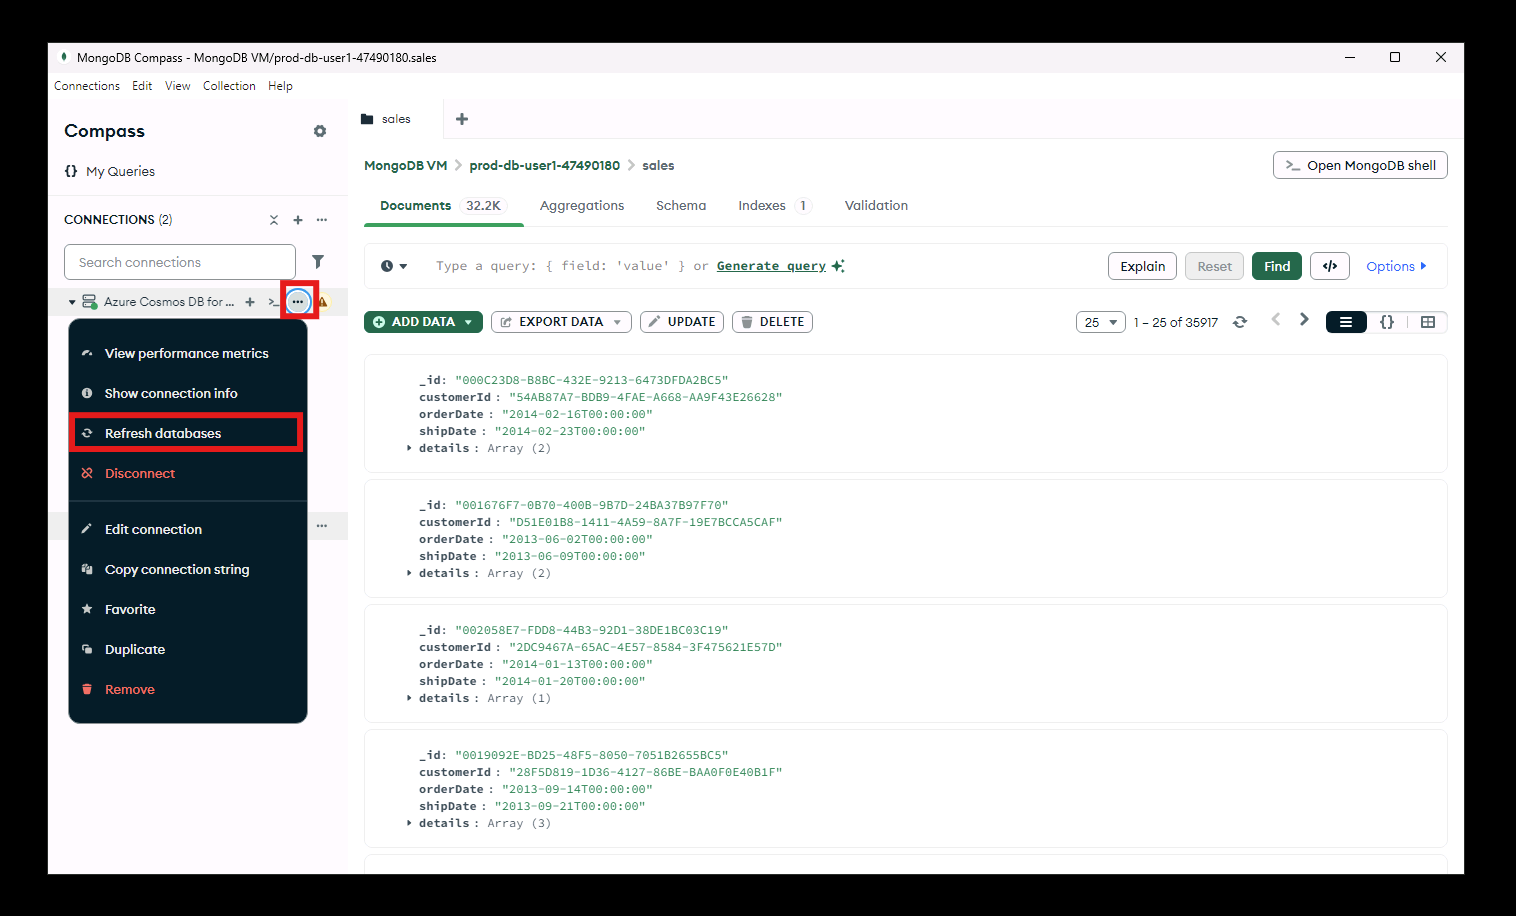 MongoDB Compass - MongoDB VM/prod-db-user1-47490180.sales
Connections Edit View Collection Help
Compass
{} My Queries
CONNECTIONS (2)
Search connections
Azure Cosmos DB for ...
View performance metrics
Show connection info
Refresh databases
Disconnect
Edit connection
Copy connection string
Favorite
Duplicate
Remove
sales
MongoDB VM > prod-db-user1-47490180 > sales
>_ Open MongoDB shell
Documents 32.2K Aggregations Schema Indexes 1 Validation
Type a query: { field: 'value' } or Generate query
Explain Reset Find </> Options
ADD DATA EXPORT DATA UPDATE DELETE
25 1 – 25 of 35917 {}
_id: "000C23D8-B8BC-432E-9213-6473DFDA2BC5"
customerId : "54AB87A7-BDB9-4FAE-A668-AA9F43E26628"
orderDate : "2014-02-16T00:00:00"
shipDate : "2014-02-23T00:00:00"
details : Array (2)
_id: "001676F7-0B70-400B-9B7D-24BA37B97F70"
customerId : "D51E01B8-1411-4A59-8A7F-19E7BCCA5CAF"
orderDate : "2013-06-02T00:00:00"
shipDate : "2013-06-09T00:00:00"
details : Array (2)
_id: "002058E7-FDD8-44B3-92D1-38DE1BC03C19"
customerId : "2DC9467A-65AC-4E57-8584-3F475621E57D"
orderDate : "2014-01-13T00:00:00"
shipDate : "2014-01-20T00:00:00"
details : Array (1)
_id: "0019092E-BD25-48F5-8050-7051B2655BC5"
customerId : "28F5D819-1D36-4127-86BE-BAA0F0E40B1F"
orderDate : "2013-09-14T00:00:00"
shipDate : "2013-09-21T00:00:00"
details : Array (3)